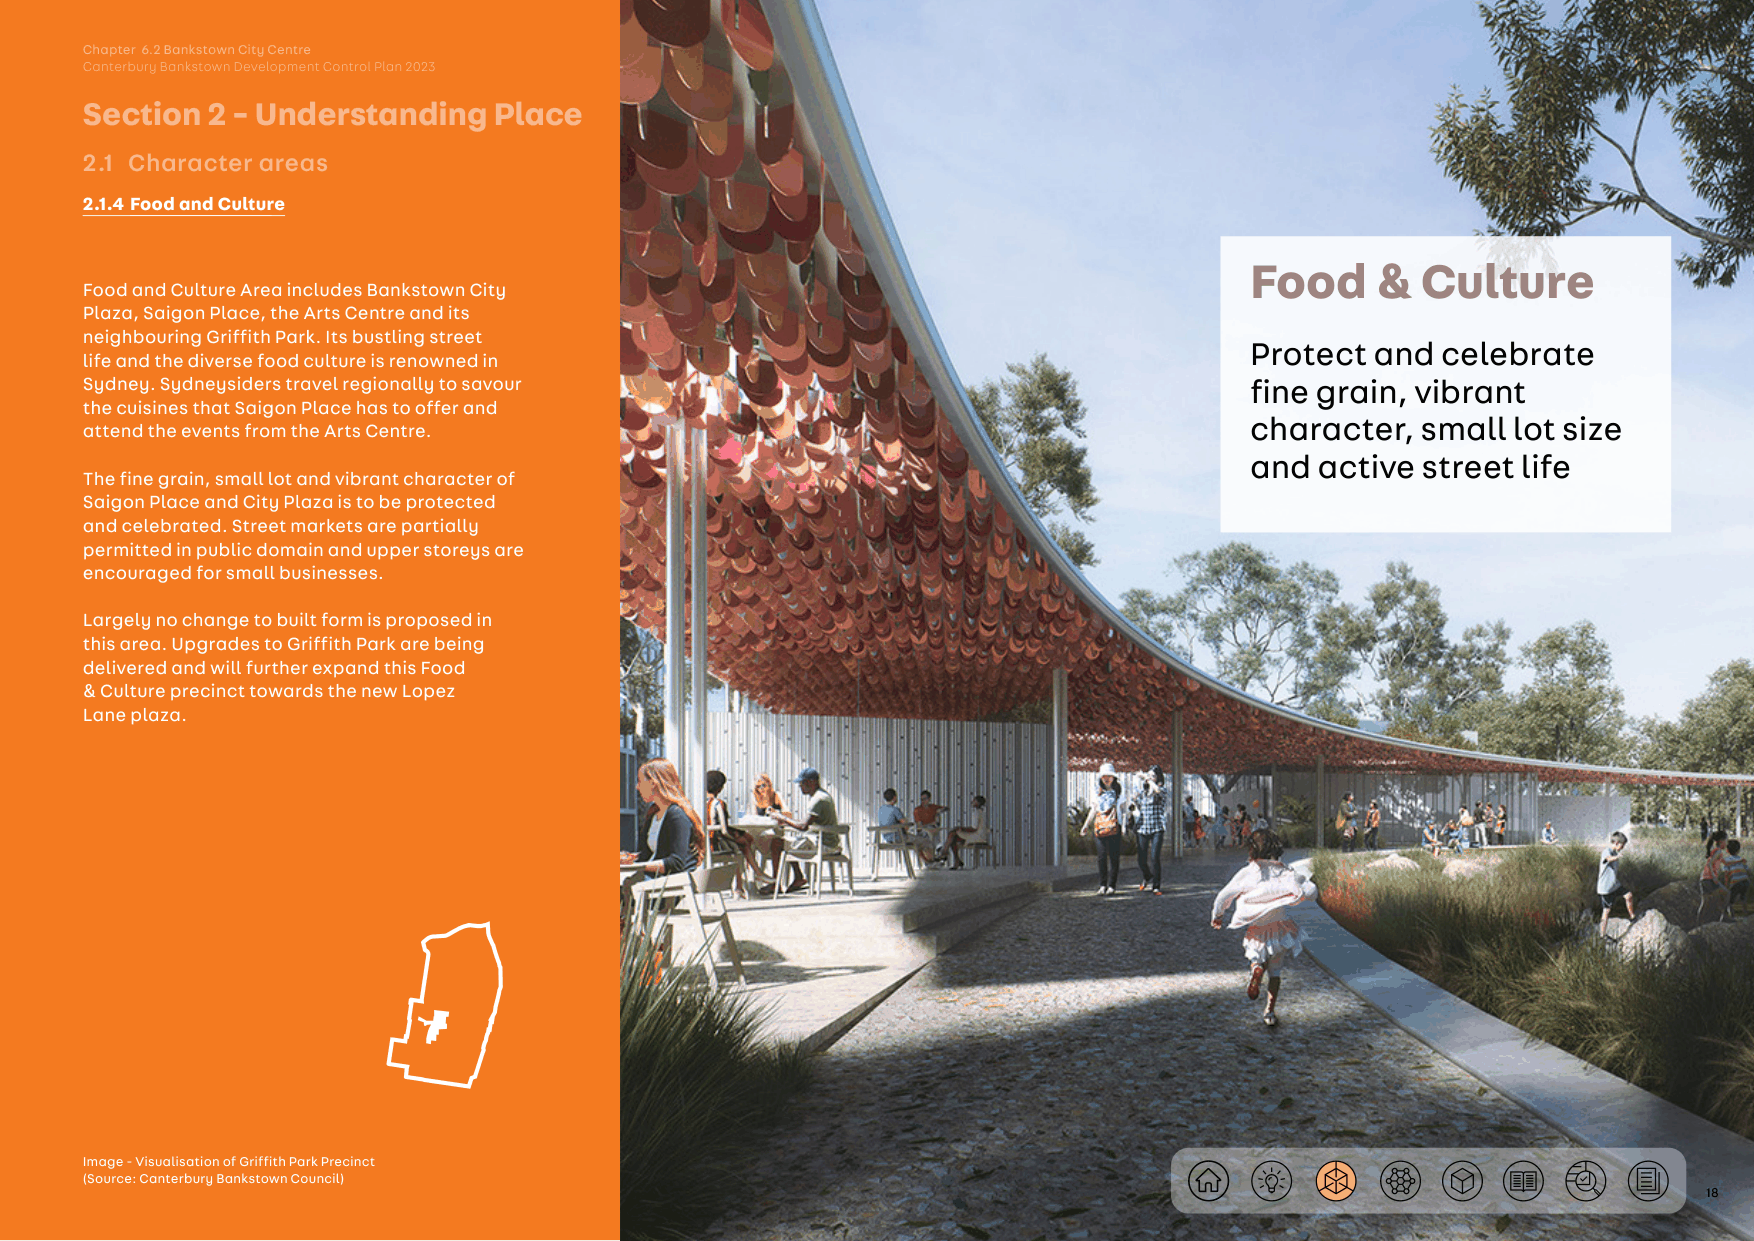 Chapter 6.2 Bankstown City Centre
Canterbury Bankstown Development Control Plan 2023
Section 2 – Understanding Place
2.1 Character areas
2.1.4 Food and Culture
Food and Culture Area includes Bankstown City
Plaza, Saigon Place, the Arts Centre and its
neighbouring Griffith Park. Its bustling street
life and the diverse food culture is renowned in
Sydney. Sydneysiders travel regionally to savour
the cuisines that Saigon Place has to offer and
attend the events from the Arts Centre.
The fine grain, small lot and vibrant character of
Saigon Place and City Plaza is to be protected
and celebrated. Street markets are partially
permitted in public domain and upper storeys are
encouraged for small businesses.
Largely no change to built form is proposed in
this area. Upgrades to Griffith Park are being
delivered and will further expand this Food
& Culture precinct towards the new Lopez
Lane plaza.
Image - Visualisation of Griffith Park Precinct
(Source: Canterbury Bankstown Council)
Food & Culture
Protect and celebrate
fine grain, vibrant
character, small lot size
and active street life
18